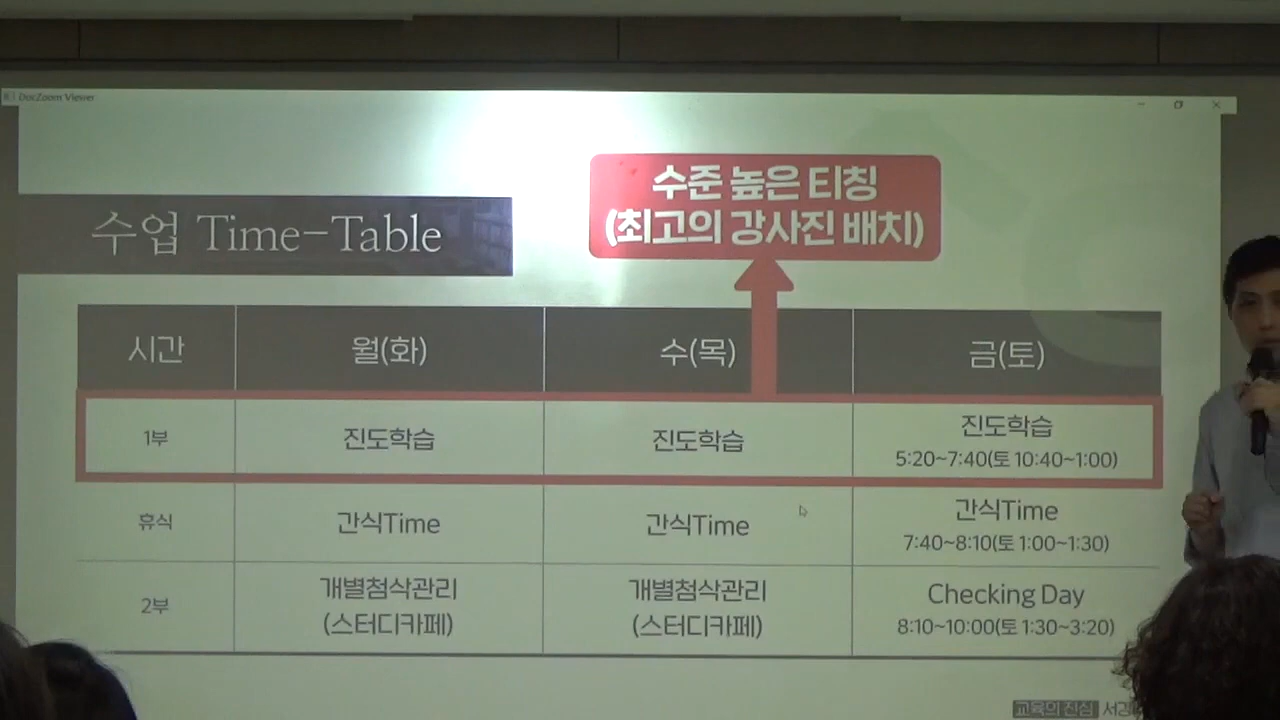 DocZoom Viewer
수준 높은 티칭
(최고의 강사진 배치)
수업 Time-Table
시간 월(화) 수(목) 금(토)
1부 진도학습 진도학습 진도학습
5:20~7:40(토 10:40~1:00)
휴식 간식Time 간식Time 간식Time
7:40~8:10(토 1:00~1:30)
2부 개별첨삭관리 개별첨삭관리 Checking Day
(스터디카페) (스터디카페) 8:10~10:00(토 1:30~3:20)
교육의 진심